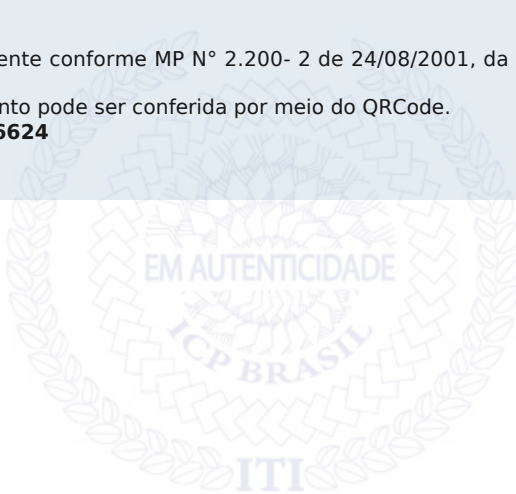 ente conforme MP N° 2.200- 2 de 24/08/2001, da
nto pode ser conferida por meio do QRCode.
6624
EM AUTENTICIDADE
ICP BRASIL
ITI